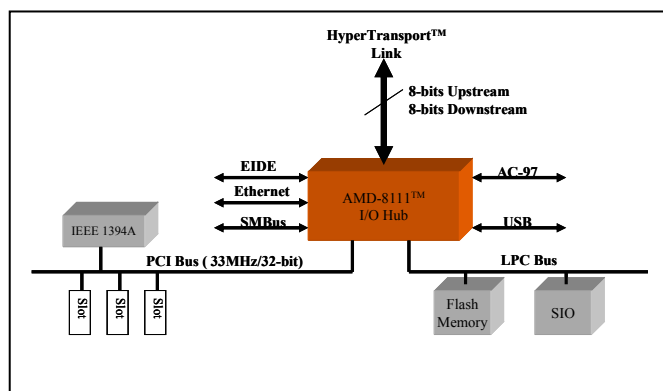 HyperTransport™
Link
8-bits Upstream
8-bits Downstream
EIDE
Ethernet
SMBus
AMD-8111™
I/O Hub
AC-97
USB
IEEE 1394A
PCI Bus ( 33MHz/32-bit)
LPC Bus
Slot
Slot
Slot
Flash
Memory
SIO